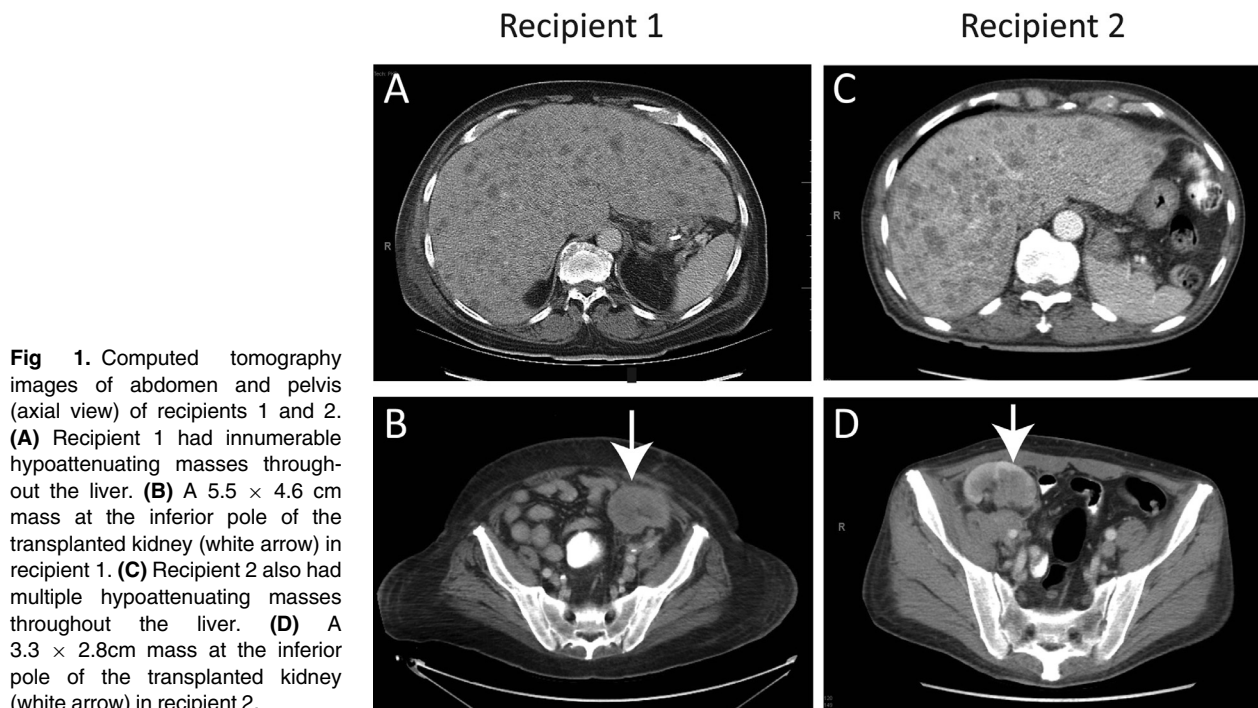 Recipient 1
Recipient 2
A
C
R
R
B
D
R
Fig 1. Computed tomography
images of abdomen and pelvis
(axial view) of recipients 1 and 2.
(A) Recipient 1 had innumerable
hypoattenuating masses through-
out the liver. (B) A 5.5 × 4.6 cm
mass at the inferior pole of the
transplanted kidney (white arrow) in
recipient 1. (C) Recipient 2 also had
multiple hypoattenuating masses
throughout the liver. (D) A
3.3 × 2.8cm mass at the inferior
pole of the transplanted kidney
(white arrow) in recipient 2.